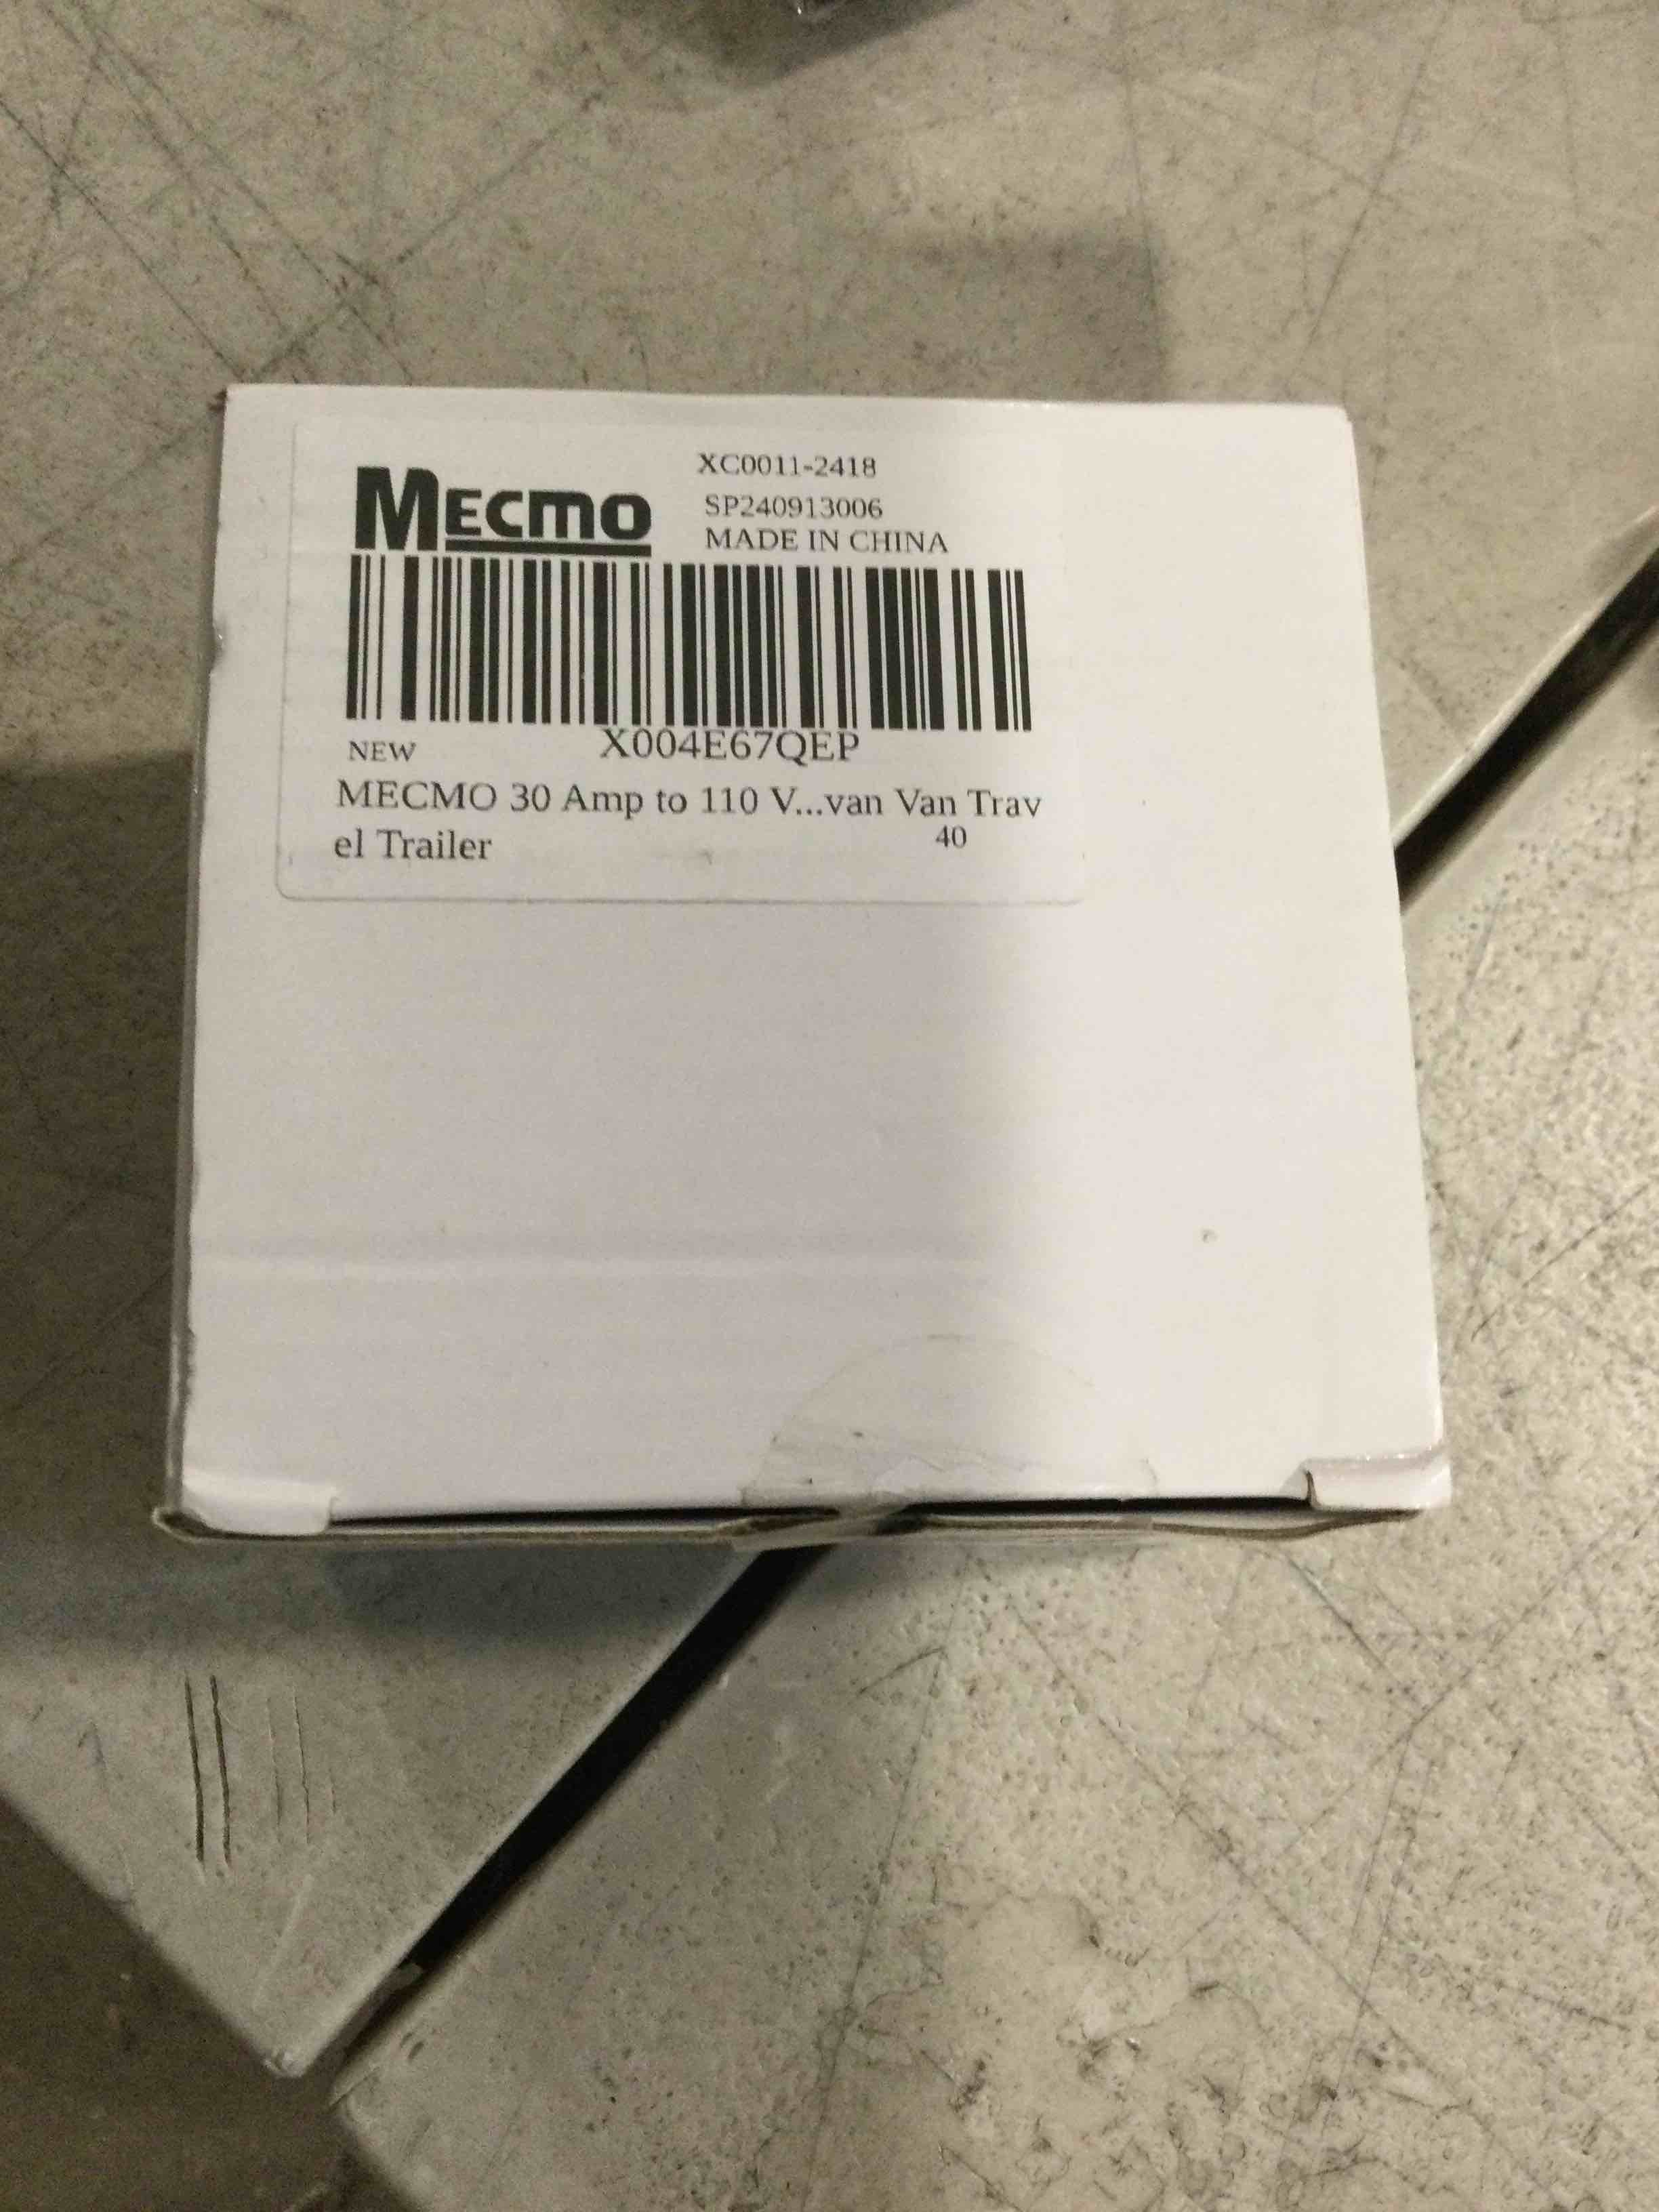 MECMO
XC0011-2418
SP240913006
MADE IN CHINA
X004E67QEP
NEW
MECMO 30 Amp to 110 V...van Van Trav
el Trailer
40